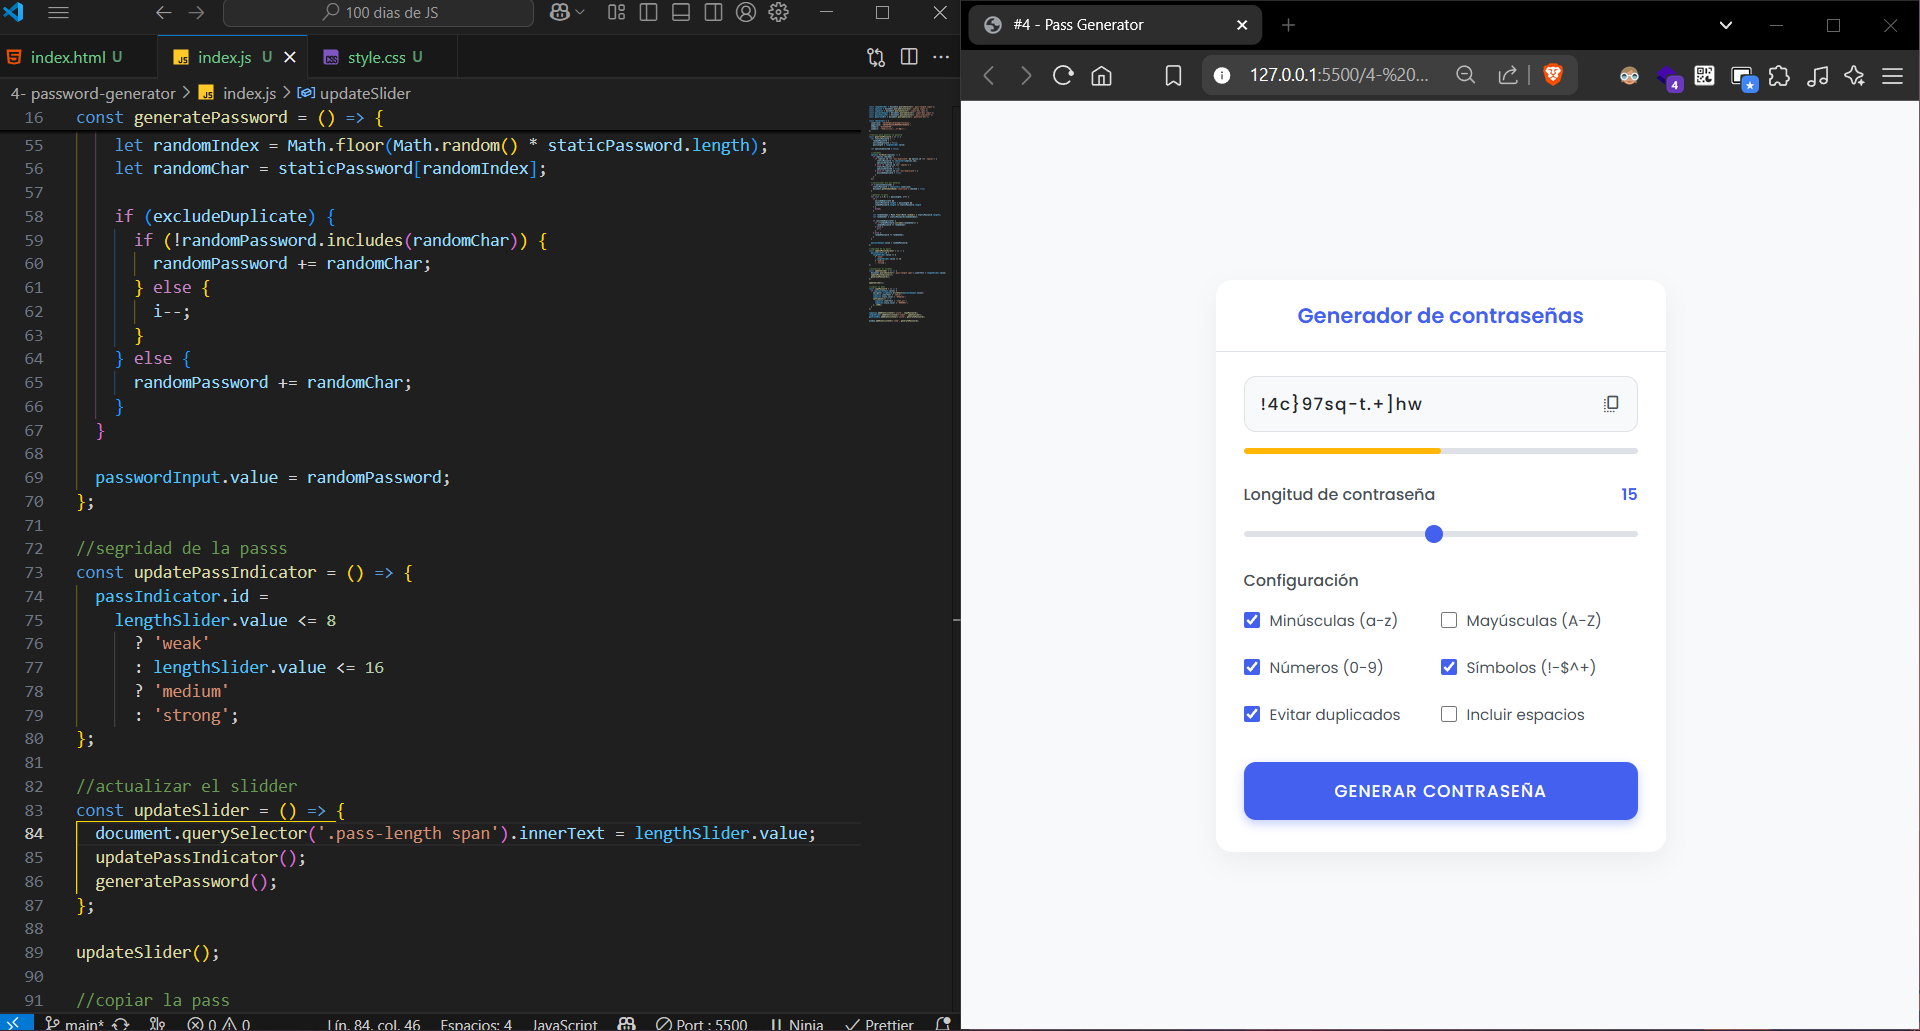 100 dias de JS
index.html U
index.js U
style.css U
4- password-generator > index.js > updateSlider
16 const generatePassword = () => {
55 let randomIndex = Math.floor(Math.random() * staticPassword.length);
56 let randomChar = staticPassword[randomIndex];
57
58 if (excludeDuplicate) {
59 if (!randomPassword.includes(randomChar)) {
60 randomPassword += randomChar;
61 } else {
62 i--;
63 }
64 } else {
65 randomPassword += randomChar;
66 }
67 }
68
69 passwordInput.value = randomPassword;
70 };
71
72 //segridad de la passs
73 const updatePassIndicator = () => {
74 passIndicator.id =
75 lengthSlider.value <= 8
76 ? 'weak'
77 : lengthSlider.value <= 16
78 ? 'medium'
79 : 'strong';
80 };
81
82 //actualizar el slidder
83 const updateSlider = () => {
84 document.querySelector('.pass-length span').innerText = lengthSlider.value;
85 updatePassIndicator();
86 generatePassword();
87 };
88
89 updateSlider();
90
91 //copiar la pass
main* 0 0 Lín. 84, col. 46 Espacios: 4 JavaScript Port : 5500 Ninja Prettier
#4 - Pass Generator
127.0.0.1:5500/4-%20...
4
Generador de contraseñas
!4c}97sq-t.+]hw
Longitud de contraseña 15
Configuración
Minúsculas (a-z) Mayúsculas (A-Z)
Números (0-9) Símbolos (!-$^+)
Evitar duplicados Incluir espacios
GENERAR CONTRASEÑA